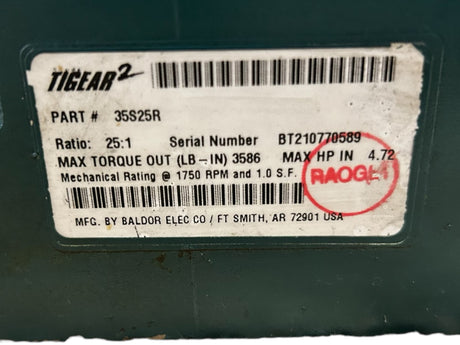 TIGEAR2
PART # 35S25R
Ratio: 25:1 Serial Number BT210770589
MAX TORQUE OUT (LB-IN) 3586 MAX HP IN 4.72
Mechanical Rating @ 1750 RPM and 1.0 S.F.
MFG. BY BALDOR ELEC CO / FT SMITH, AR 72901 USA